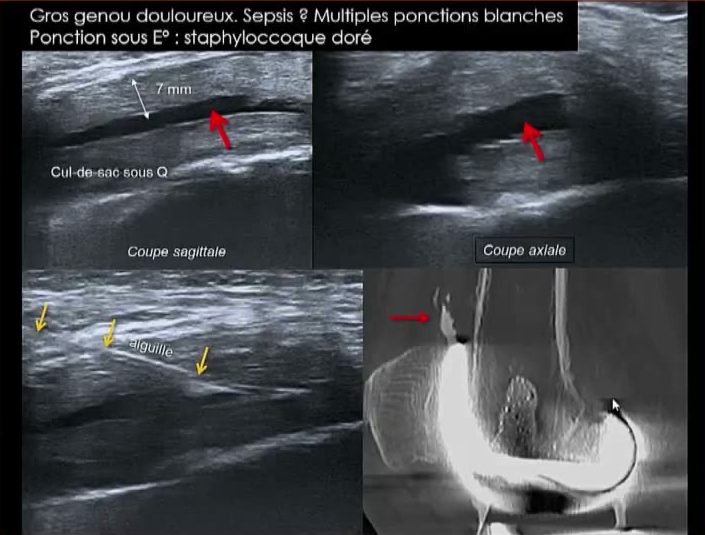 Gros genou douloureux. Sepsis ? Multiples ponctions blanches
Ponction sous E° : staphyloccoque doré
7 mm
Cul-de-sac sous Q
Coupe sagittale
Coupe axiale
aiguille